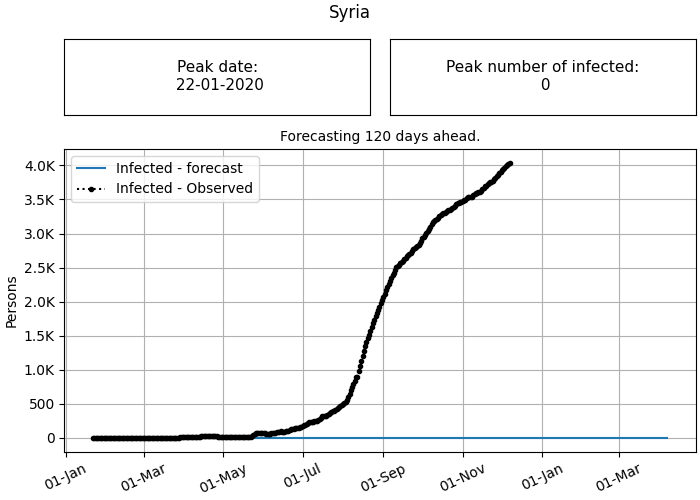 Syria
Peak date:
22-01-2020
Peak number of infected:
0
Forecasting 120 days ahead.
Infected - forecast
Infected - Observed
Persons
4.0K
3.5K
3.0K
2.5K
2.0K
1.5K
1.0K
500
0
01-Jan
01-Mar
01-May
01-Jul
01-Sep
01-Nov
01-Jan
01-Mar